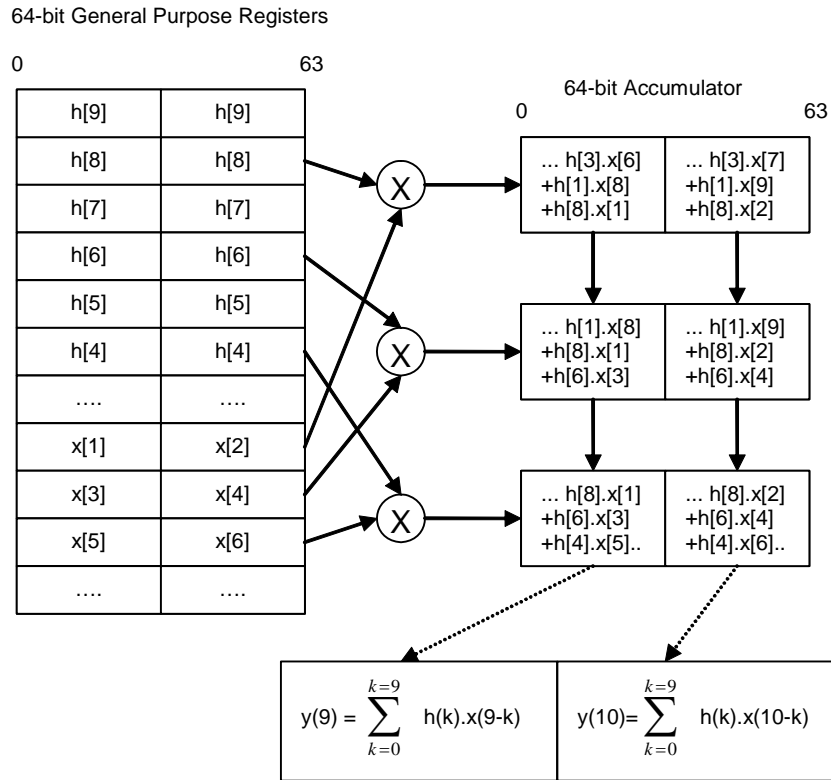 64-bit General Purpose Registers
0 63
h[9] h[9]
h[8] h[8]
h[7] h[7]
h[6] h[6]
h[5] h[5]
h[4] h[4]
.... ....
x[1] x[2]
x[3] x[4]
x[5] x[6]
.... ....
X
X
X
64-bit Accumulator
0 63
... h[3].x[6] ... h[3].x[7]
+h[1].x[8] +h[1].x[9]
+h[8].x[1] +h[8].x[2]
... h[1].x[8] ... h[1].x[9]
+h[8].x[1] +h[8].x[2]
+h[6].x[3] +h[6].x[4]
... h[8].x[1] ... h[8].x[2]
+h[6].x[3] +h[6].x[4]
+h[4].x[5].. +h[4].x[6]..
k=9 k=9
y(9) = ∑ h(k).x(9-k) y(10)= ∑ h(k).x(10-k)
k=0 k=0